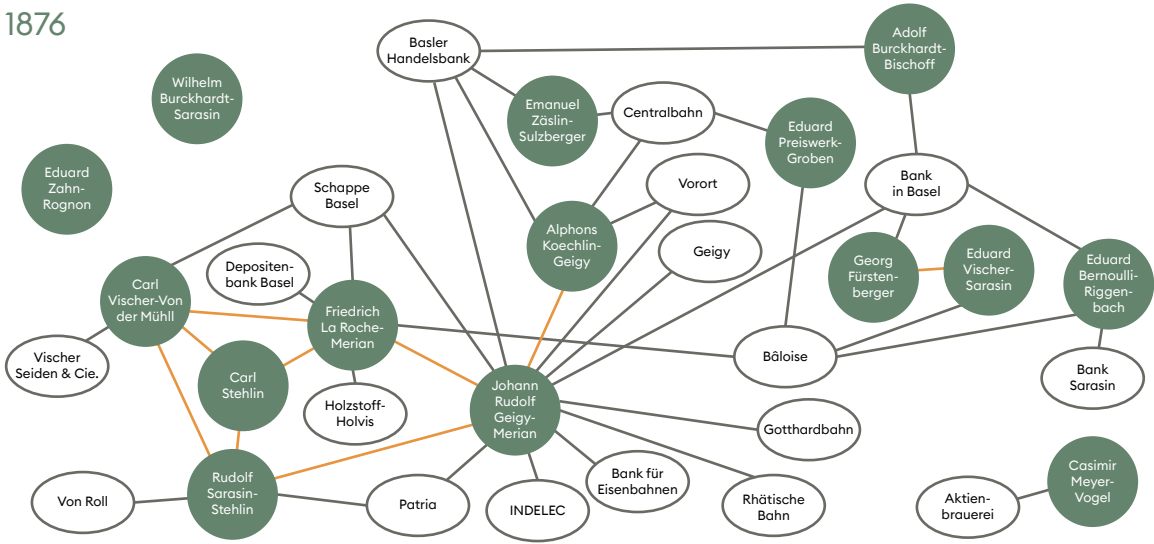 1876
Wilhelm
Burckhardt-
Sarasin
Eduard
Zahn-
Rognon
Basler
Handelsbank
Adolf
Burckhardt-
Bischoff
Emanuel
Zäslin-
Sulzberger
Centralbahn
Eduard
Preiswerk-
Groben
Schappe
Basel
Vorort
Bank
in Basel
Alphons
Koechlin-
Geigy
Geigy
Georg
Fürsten-
berger
Eduard
Vischer-
Sarasin
Eduard
Bernoulli-
Riggen-
bach
Depositen-
bank Basel
Carl
Vischer-Von
der Mühll
Friedrich
La Roche-
Merian
Vischer
Seiden & Cie.
Carl
Stehlin
Bâloise
Bank
Sarasin
Holzstoff-
Holvis
Johann
Rudolf
Geigy-
Merian
Gotthardbahn
Von Roll
Rudolf
Sarasin-
Stehlin
Patria
INDELEC
Bank für
Eisenbahnen
Rhätische
Bahn
Aktien-
brauerei
Casimir
Meyer-
Vogel